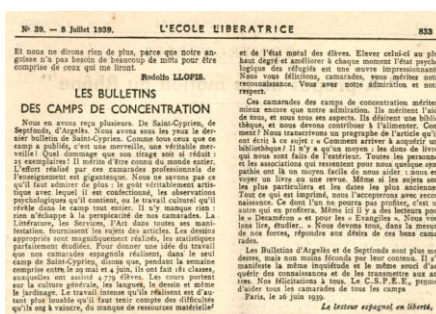 N° 39. — 8 Juillet 1939.
L'ECOLE LIBERATRICE
833
Et nous ne dirons rien de plus, parce que notre an-
goisse n'a pas besoin de beaucoup de mots pour être
comprise de ceux qui me liront.
Rodolfo LLOPIS.
LES BULLETINS
DES CAMPS DE CONCENTRATION
Nous en avons reçu plusieurs. De Saint-Cyprien, de
Septfonds, d'Argelès. Nous avons sous les yeux le der-
nier bulletin de Saint-Cyprien. Comme tous ceux que ce
camp a publiés, c'est une merveille, une véritable mer-
veille ! Quel dommage que son tirage soit si réduit :
25 exemplaires ! Il mérite d'être connu du monde entier.
L'effort réalisé par ces camarades professionnels de
l'enseignement est gigantesque. Nous ne savons pas ce
qu'il faut admirer de plus : le goût véritablement artis-
tique avec lequel il est confectionné, les observations
psychologiques qu'il contient, ou le travail culturel qu'il
révèle dans le camp tout entier. Il n'y manque rien :
rien n'échappe à la perspicacité de nos camarades. La
Littérature, les Services, l'Art dans toutes ses mani-
festation, fournissent les sujets des articles. Les dessins
appropriés sont magnifiquement réalisés, les statistiques
parfaitement étudiées. Pour donner une idée du travail
que nos camarades espagnols réalisent, dans le seul
camp de Saint-Cyprien, disons que, pendant la semaine
comprise entre le 29 mai et 4 juin, ils ont fait 281 classes,
auxquelles ont assisté 4.779 élèves. Les cours portent
sur la culture générale, les langues, le dessin et même
le jardinage. Le travail intense qu'ils réalisent est d'au-
tant plus louable qu'il faut tenir compte des difficultés
qu'ils ont à vaincre, du manque de ressources matérielles
et de l'état moral des élèves. Elever celui-ci au plus
haut degré et améliorer à chaque moment l'état psycho-
logique des réfugiés est une œuvre impressionnante.
Nous vous félicitons, camarades, vous méritez notre
reconnaissance. Vous avez notre admiration et notre
respect.
Ces camarades des camps de concentration méritent
mieux encore que notre admiration. Ils méritent l'aide
de tous, et sous tous ses aspects. Ils désirent une biblio-
thèque, et nous devons contribuer à l'alimenter. Com-
ment ? Nous transcrivons un paragraphe de l'article qu'ils
ont écrit à ce sujet : « Comment arriver à acquérir une
bibliothèque ? Il n'y a qu'un moyen : les dons de livres
qui nous sont faits de l'extérieur. Toutes les personnes
et les associations qui ressentent pour nous quelque sym-
pathie ont là un moyen facile de nous aider : nous en-
voyer un livre ou une revue. Même si les sujets sont
les plus particuliers et les dates les plus anciennes.
Tout ce qui est imprimé, nous l'accepterons avec recon-
naissance. Ce dont l'un ne pourra pas profiter, c'est un
autre qui en profitera. Même ici il y a des lecteurs pour
le « Decaméron » et pour les « Evangiles ». Nous vou-
lons lire, étudier... » Nous devons tous, dans la mesure
de nos forces, répondre aux désirs de ces bons cama-
rades.
Les Bulletins d'Argelès et de Septfonds sont plus mo-
destes, mais non moins féconds par leur contenu. Il s'y
manifeste la même inquiétude et le même souci d'ac-
quérir des connaissances et de les transmettre aux au-
tres. Nos félicitations à tous. Le C.S.P.E.E., promet
d'aider tous les camarades de tous les camps
Paris, le 26 juin 1939.
Le lecteur espagnol en liberté,